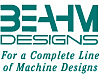 BEAHM
DESIGNS
For a Complete Line
of Machine Designs